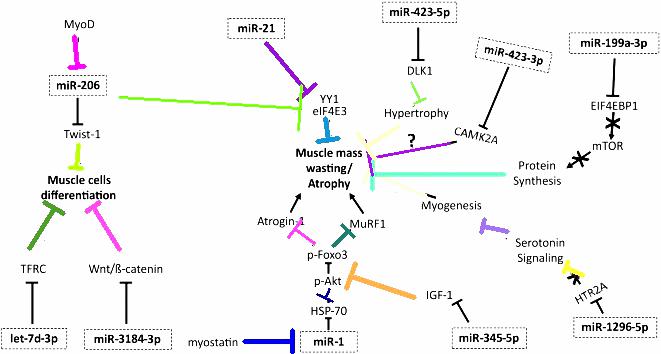 miR-423-5p
MyoD
miR-21
miR-423-3p
miR-199a-3p
DLK1
miR-206
YY1
eIF4E3
Hypertrophy
EIF4EBP1
Twist-1
?
CAMK2A
mTOR
Muscle mass
wasting/
Atrophy
Protein
Synthesis
Muscle cells
differentiation
Myogenesis
Atrogin-1
MuRF1
Serotonin
Signaling
p-Foxo3
TFRC
Wnt/ß-catenin
p-Akt
IGF-1
HTR2A
HSP-70
let-7d-3p
miR-3184-3p
myostatin
miR-1
miR-345-5p
miR-1296-5p